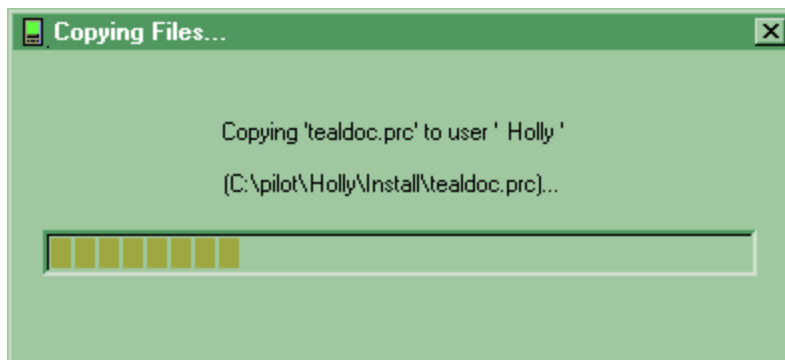 Copying Files...
Copying 'tealdoc.prc' to user ' Holly '
(C:\pilot\Holly\Install\tealdoc.prc)...